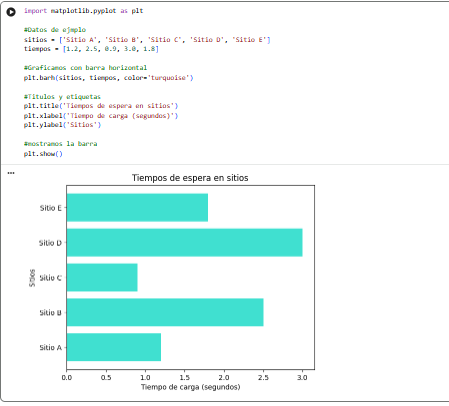 import matplotlib.pyplot as plt
#Datos de ejmplo
sitios = ['Sitio A', 'Sitio B', 'Sitio C', 'Sitio D', 'Sitio E']
tiempos = [1.2, 2.5, 0.9, 3.0, 1.8]
#Graficamos con barra horizontal
plt.barh(sitios, tiempos, color='turquoise')
#Titulos y etiquetas
plt.title('Tiempos de espera en sitios')
plt.xlabel('Tiempo de carga (segundos)')
plt.ylabel('Sitios')
#mostramos la barra
plt.show()
...
Tiempos de espera en sitios
Sitio E
Sitio D
Sitio C
Sitio B
Sitio A
Sitios
0.0 0.5 1.0 1.5 2.0 2.5 3.0
Tiempo de carga (segundos)